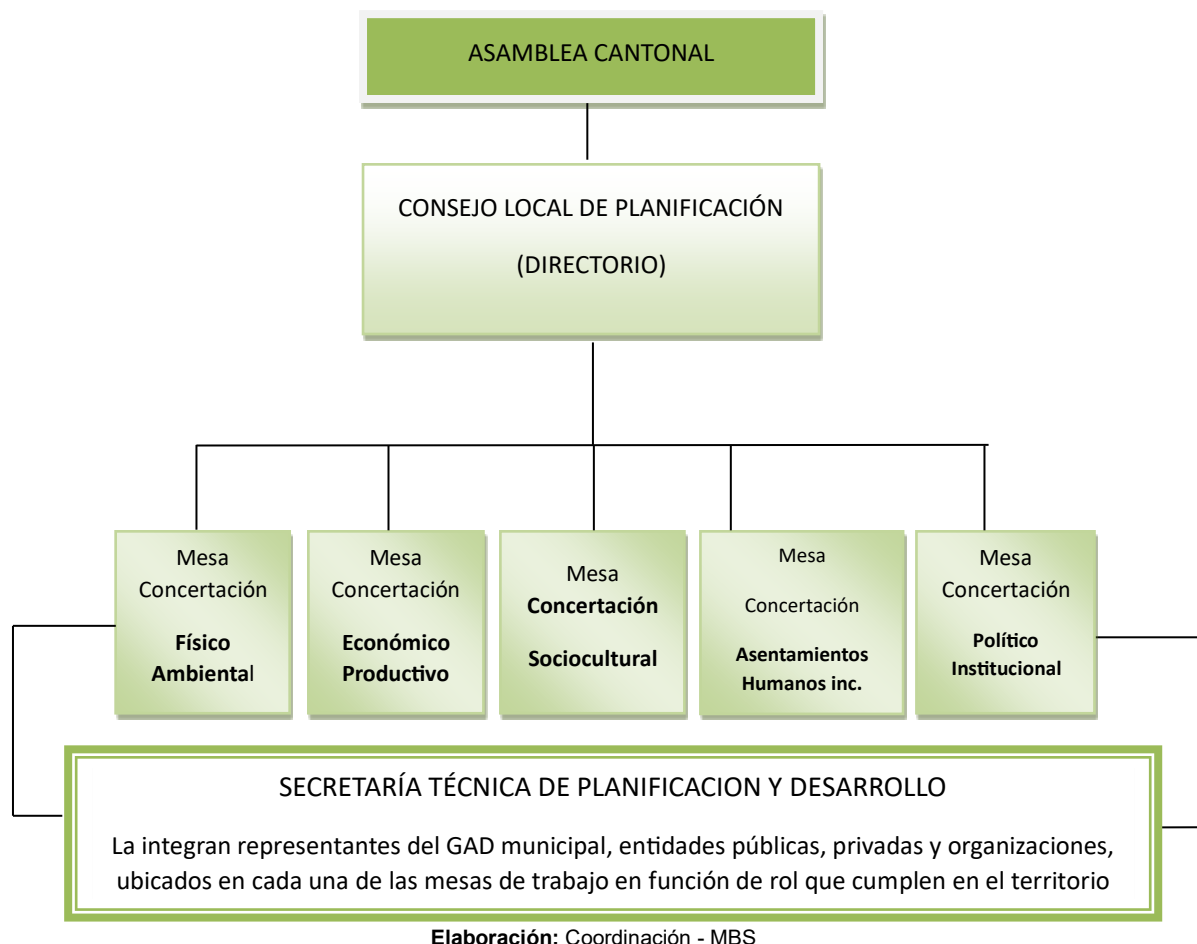 ASAMBLEA CANTONAL
CONSEJO LOCAL DE PLANIFICACIÓN
(DIRECTORIO)
Mesa
Concertación
Físico
Ambiental
Mesa
Concertación
Económico
Productivo
Mesa
Concertación
Sociocultural
Mesa
Concertación
Asentamientos
Humanos inc.
Mesa
Concertación
Político
Institucional
SECRETARÍA TÉCNICA DE PLANIFICACION Y DESARROLLO
La integran representantes del GAD municipal, entidades públicas, privadas y organizaciones,
ubicados en cada una de las mesas de trabajo en función de rol que cumplen en el territorio
Elaboración: Coordinación - MBS